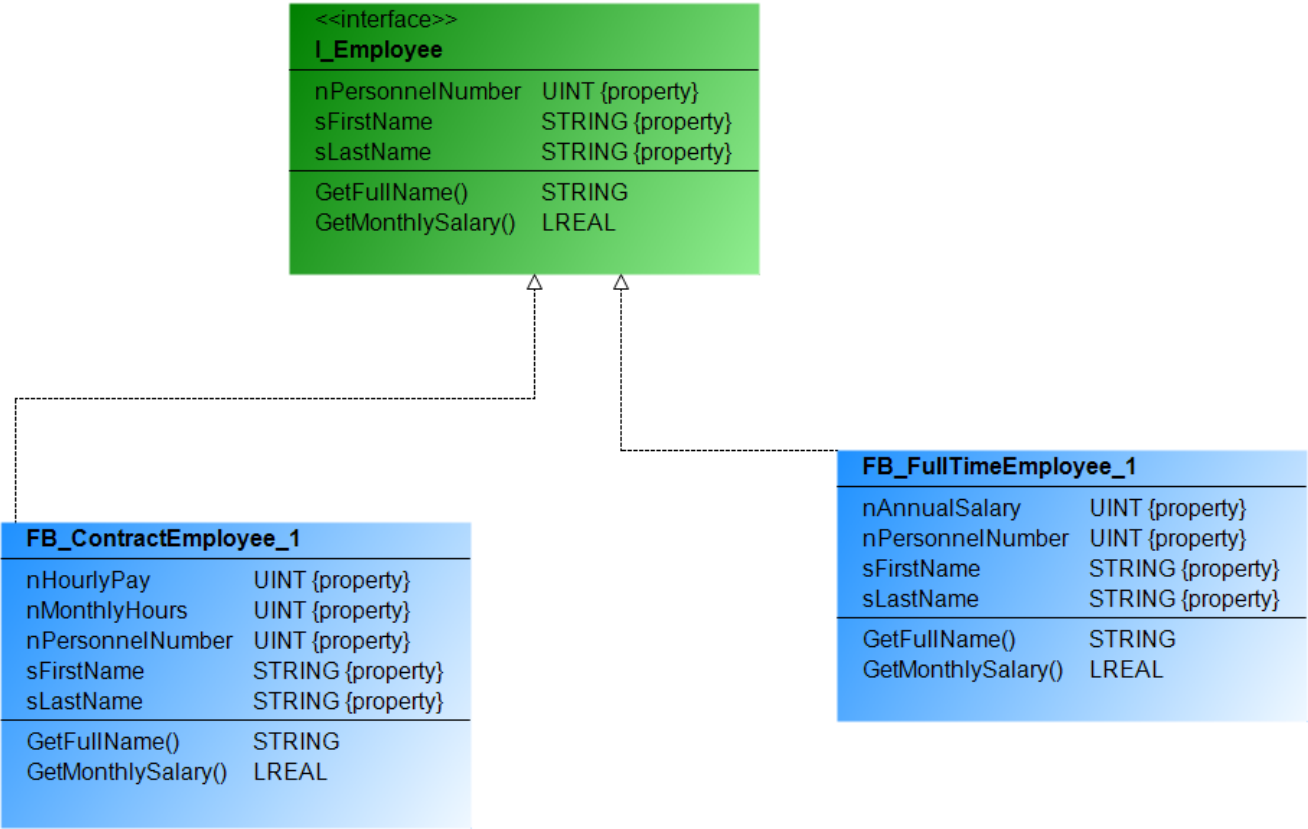 <<interface>>
I_Employee
nPersonnelNumber UINT {property}
sFirstName STRING {property}
sLastName STRING {property}
GetFullName() STRING
GetMonthlySalary() LREAL
FB_FullTimeEmployee_1
nAnnualSalary UINT {property}
nPersonnelNumber UINT {property}
sFirstName STRING {property}
sLastName STRING {property}
GetFullName() STRING
GetMonthlySalary() LREAL
FB_ContractEmployee_1
nHourlyPay UINT {property}
nMonthlyHours UINT {property}
nPersonnelNumber UINT {property}
sFirstName STRING {property}
sLastName STRING {property}
GetFullName() STRING
GetMonthlySalary() LREAL